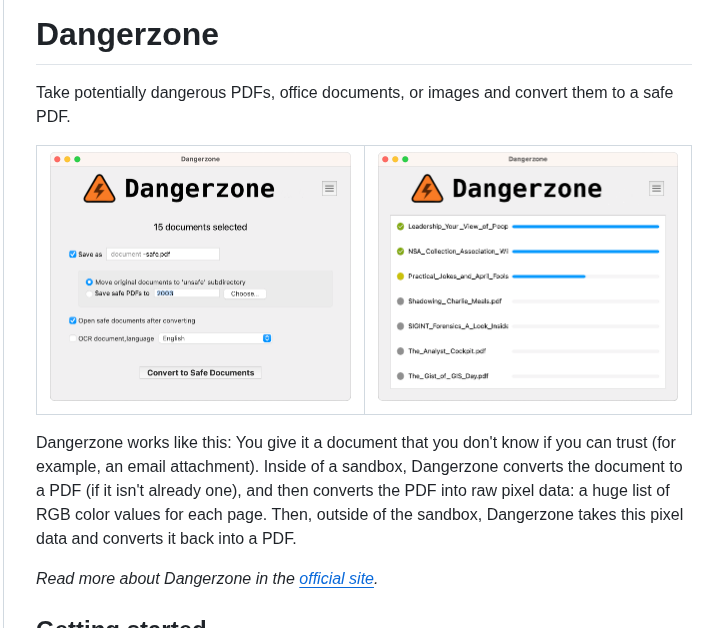 Dangerzone
Take potentially dangerous PDFs, office documents, or images and convert them to a safe
PDF.
Dangerzone
Dangerzone
15 documents selected
Save as document -safe.pdf
Move original documents to 'unsafe' subdirectory
Save safe PDFs to 2003 Choose...
Open safe documents after converting
OCR document, language English
Convert to Safe Documents
Dangerzone
Dangerzone
Leadership_Your_View_of_Peop
NSA_Collection_Association_Wi
Practical_Jokes_and_April_Fools
Shadowing_Charlie_Meals.pdf
SIGINT_Forensics_A_Look_Inside
The_Analyst_Cockpit.pdf
The_Gist_of_GIS_Day.pdf
Dangerzone works like this: You give it a document that you don't know if you can trust (for
example, an email attachment). Inside of a sandbox, Dangerzone converts the document to
a PDF (if it isn't already one), and then converts the PDF into raw pixel data: a huge list of
RGB color values for each page. Then, outside of the sandbox, Dangerzone takes this pixel
data and converts it back into a PDF.
Read more about Dangerzone in the official site.
Getting started